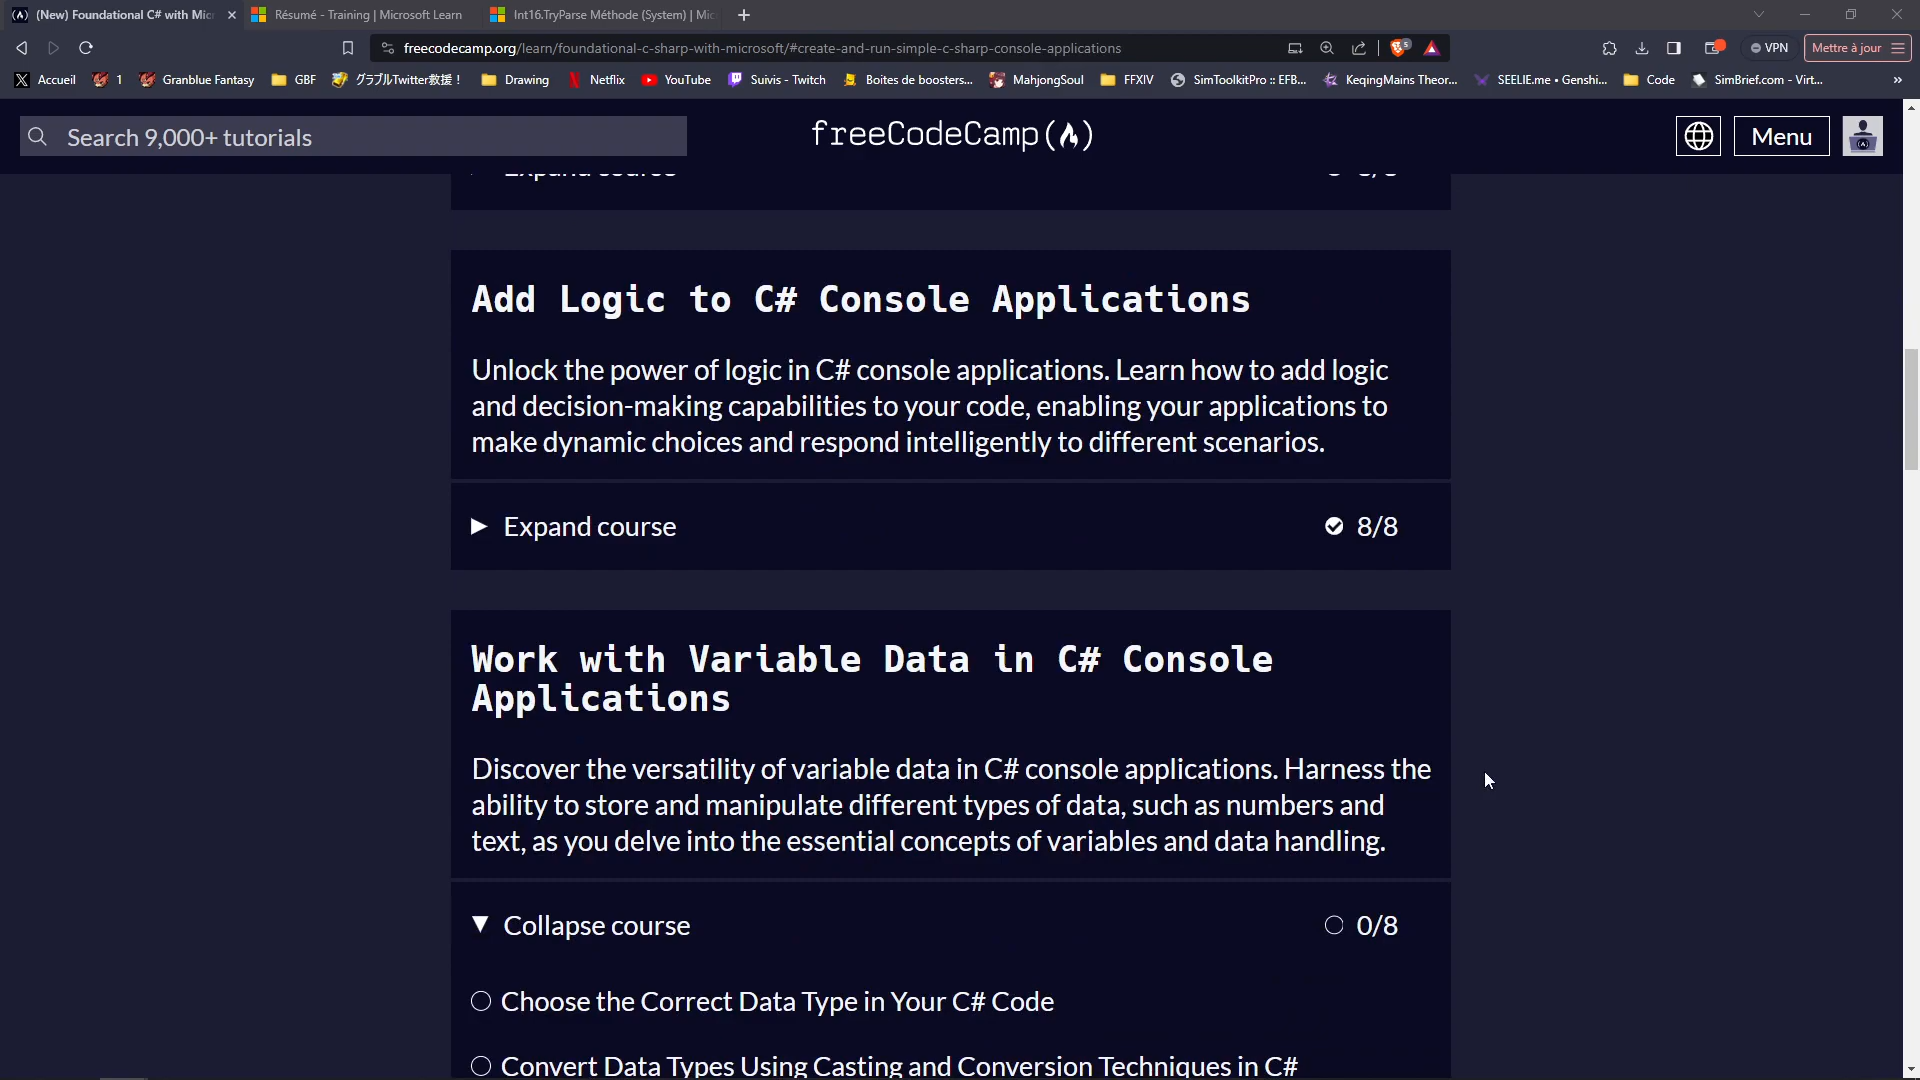 (New) Foundational C# with Mic
Résumé - Training | Microsoft Learn
Int16.TryParse Méthode (System) | Mic
freecodecamp.org/learn/foundational-c-sharp-with-microsoft/#create-and-run-simple-c-sharp-console-applications
5
VPN
Mettre à jour
Accueil
1
Granblue Fantasy
GBF
グラブルTwitter救援！
Drawing
Netflix
YouTube
Suivis - Twitch
Boites de boosters...
MahjongSoul
FFXIV
SimToolkitPro :: EFB...
KeqingMains Theor...
SEELIE.me • Genshi...
Code
SimBrief.com - Virt...
»
Search 9,000+ tutorials
freeCodeCamp
Menu
Expand course
Add Logic to C# Console Applications
Unlock the power of logic in C# console applications. Learn how to add logic
and decision-making capabilities to your code, enabling your applications to
make dynamic choices and respond intelligently to different scenarios.
Expand course
8/8
Work with Variable Data in C# Console
Applications
Discover the versatility of variable data in C# console applications. Harness the
ability to store and manipulate different types of data, such as numbers and
text, as you delve into the essential concepts of variables and data handling.
Collapse course
0/8
Choose the Correct Data Type in Your C# Code
Convert Data Types Using Casting and Conversion Techniques in C#